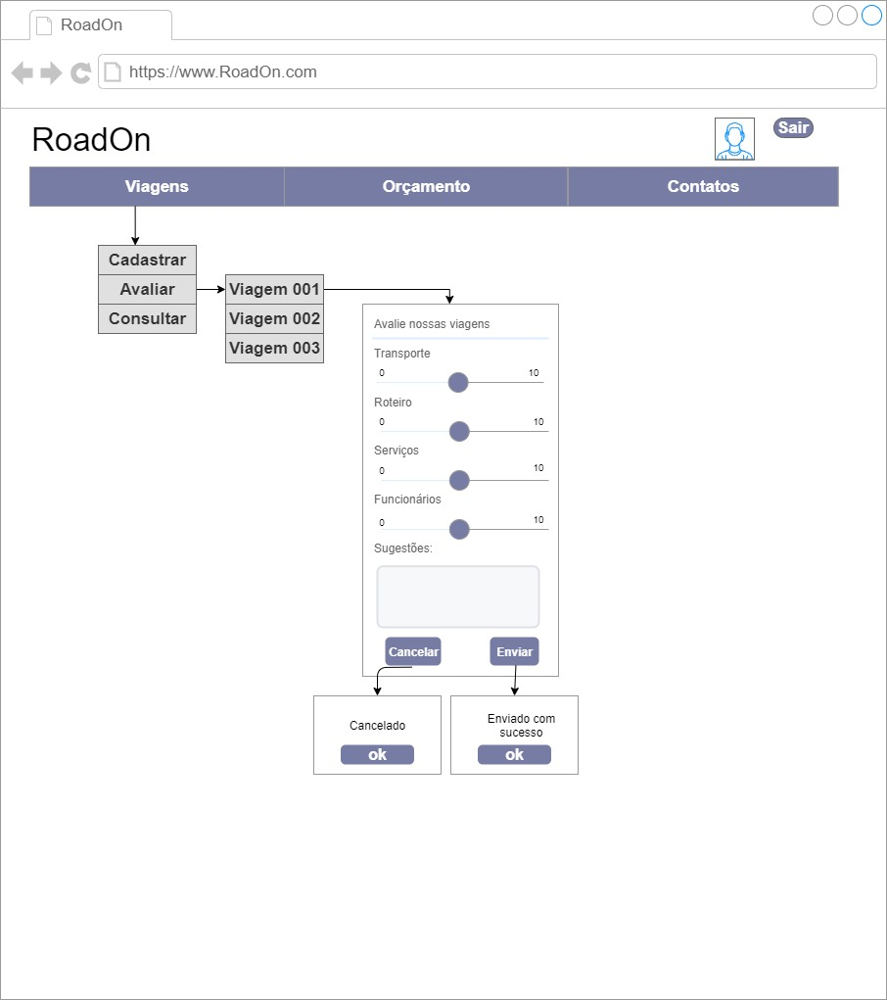 RoadOn
https://www.RoadOn.com
RoadOn
Sair
Viagens
Orçamento
Contatos
Cadastrar
Avaliar
Consultar
Viagem 001
Viagem 002
Viagem 003
Avalie nossas viagens
Transporte
0 10
Roteiro
0 10
Serviços
0 10
Funcionários
0 10
Sugestões:
Cancelar
Enviar
Cancelado
ok
Enviado com
sucesso
ok